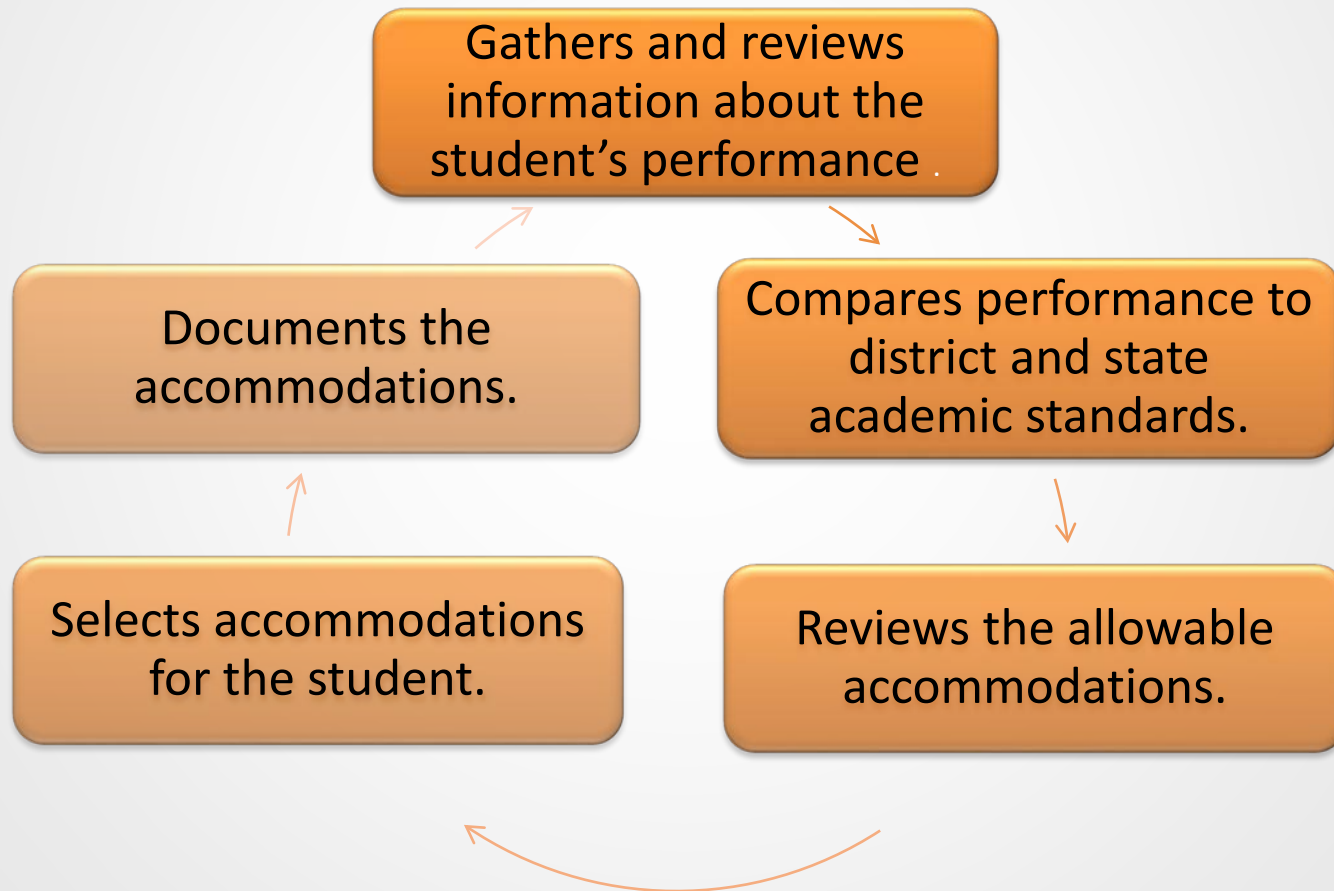 Gathers and reviews
information about the
student’s performance .
Compares performance to
district and state
academic standards.
Reviews the allowable
accommodations.
Selects accommodations
for the student.
Documents the
accommodations.